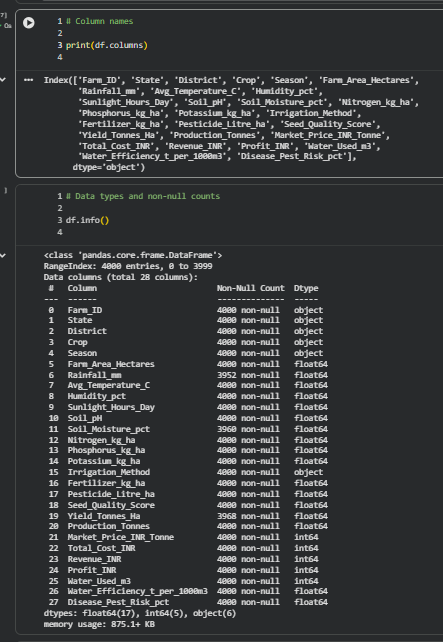 7]
0s
1 # Column names
2
3 print(df.columns)
4
Index(['Farm_ID', 'State', 'District', 'Crop', 'Season', 'Farm_Area_Hectares',
'Rainfall_mm', 'Avg_Temperature_C', 'Humidity_pct',
'Sunlight_Hours_Day', 'Soil_pH', 'Soil_Moisture_pct', 'Nitrogen_kg_ha',
'Phosphorus_kg_ha', 'Potassium_kg_ha', 'Irrigation_Method',
'Fertilizer_kg_ha', 'Pesticide_Litre_ha', 'Seed_Quality_Score',
'Yield_Tonnes_Ha', 'Production_Tonnes', 'Market_Price_INR_Tonne',
'Total_Cost_INR', 'Revenue_INR', 'Profit_INR', 'Water_Used_m3',
'Water_Efficiency_t_per_1000m3', 'Disease_Pest_Risk_pct'],
dtype='object')
]
1 # Data types and non-null counts
2
3 df.info()
4
<class 'pandas.core.frame.DataFrame'>
RangeIndex: 4000 entries, 0 to 3999
Data columns (total 28 columns):
# Column Non-Null Count Dtype
--- ------ -------------- -----
0 Farm_ID 4000 non-null object
1 State 4000 non-null object
2 District 4000 non-null object
3 Crop 4000 non-null object
4 Season 4000 non-null object
5 Farm_Area_Hectares 4000 non-null float64
6 Rainfall_mm 3952 non-null float64
7 Avg_Temperature_C 4000 non-null float64
8 Humidity_pct 4000 non-null float64
9 Sunlight_Hours_Day 4000 non-null float64
10 Soil_pH 4000 non-null float64
11 Soil_Moisture_pct 3960 non-null float64
12 Nitrogen_kg_ha 4000 non-null float64
13 Phosphorus_kg_ha 4000 non-null float64
14 Potassium_kg_ha 4000 non-null float64
15 Irrigation_Method 4000 non-null object
16 Fertilizer_kg_ha 4000 non-null float64
17 Pesticide_Litre_ha 4000 non-null float64
18 Seed_Quality_Score 4000 non-null float64
19 Yield_Tonnes_Ha 3968 non-null float64
20 Production_Tonnes 4000 non-null float64
21 Market_Price_INR_Tonne 4000 non-null int64
22 Total_Cost_INR 4000 non-null int64
23 Revenue_INR 4000 non-null int64
24 Profit_INR 4000 non-null int64
25 Water_Used_m3 4000 non-null int64
26 Water_Efficiency_t_per_1000m3 4000 non-null float64
27 Disease_Pest_Risk_pct 4000 non-null float64
dtypes: float64(17), int64(5), object(6)
memory usage: 875.1+ KB